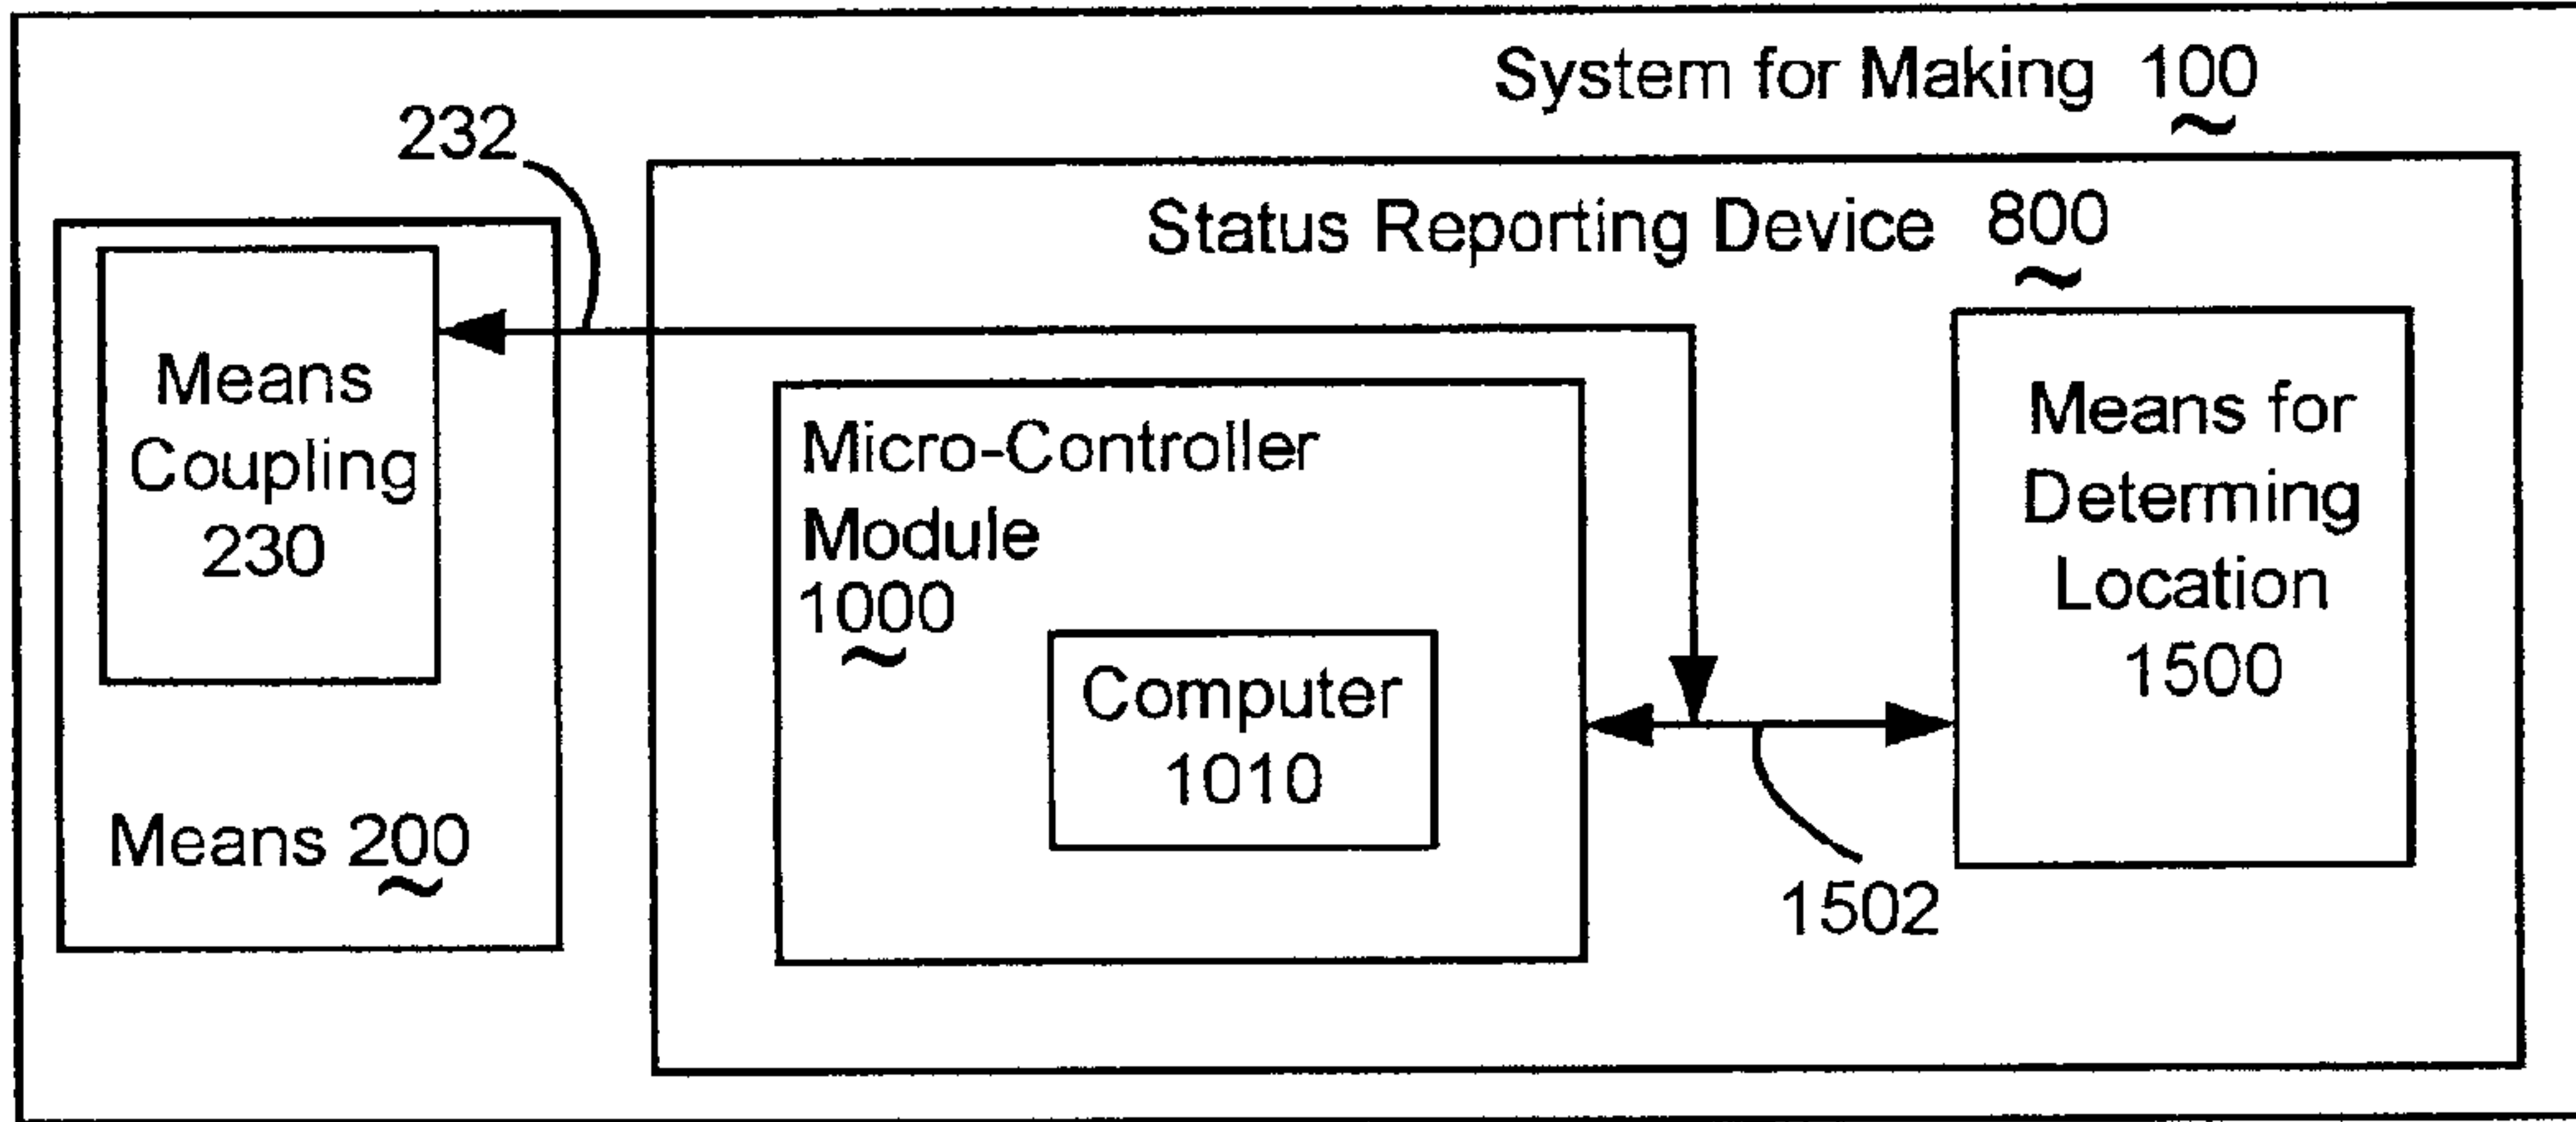 System for Making 100
232
Status Reporting Device 800
Means
Coupling
230
Means 200
Micro-Controller
Module
1000
Computer
1010
Means for
Determing
Location
1500
1502